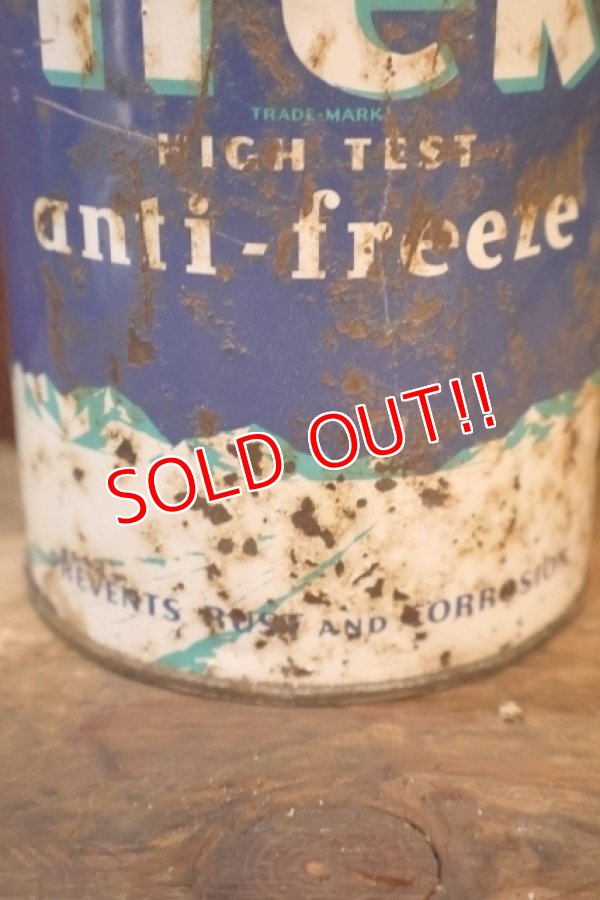 TRADE-MARK
HIGH TEST
anti-freeze
SOLD OUT!!
PREVENTS RUST AND CORROSION